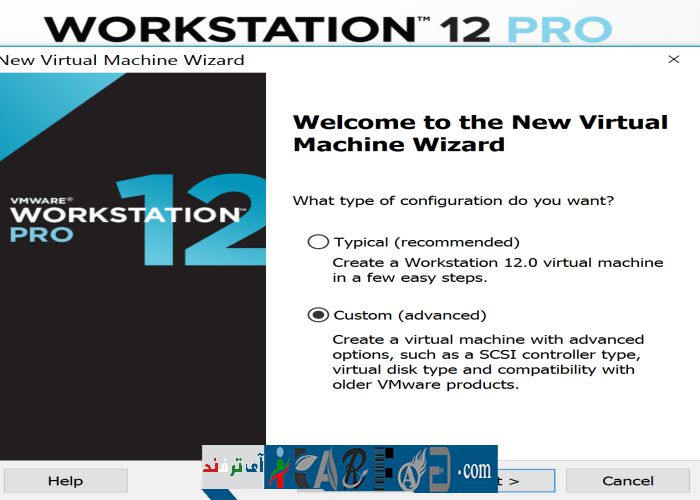 WORKSTATION™ 12 PRO
New Virtual Machine Wizard
VMWARE®
WORKSTATION™
PRO
12
Welcome to the New Virtual
Machine Wizard
What type of configuration do you want?
Typical (recommended)
Create a Workstation 12.0 virtual machine
in a few easy steps.
Custom (advanced)
Create a virtual machine with advanced
options, such as a SCSI controller type,
virtual disk type and compatibility with
older VMware products.
آی ترفند
.com
Help
>
Cancel